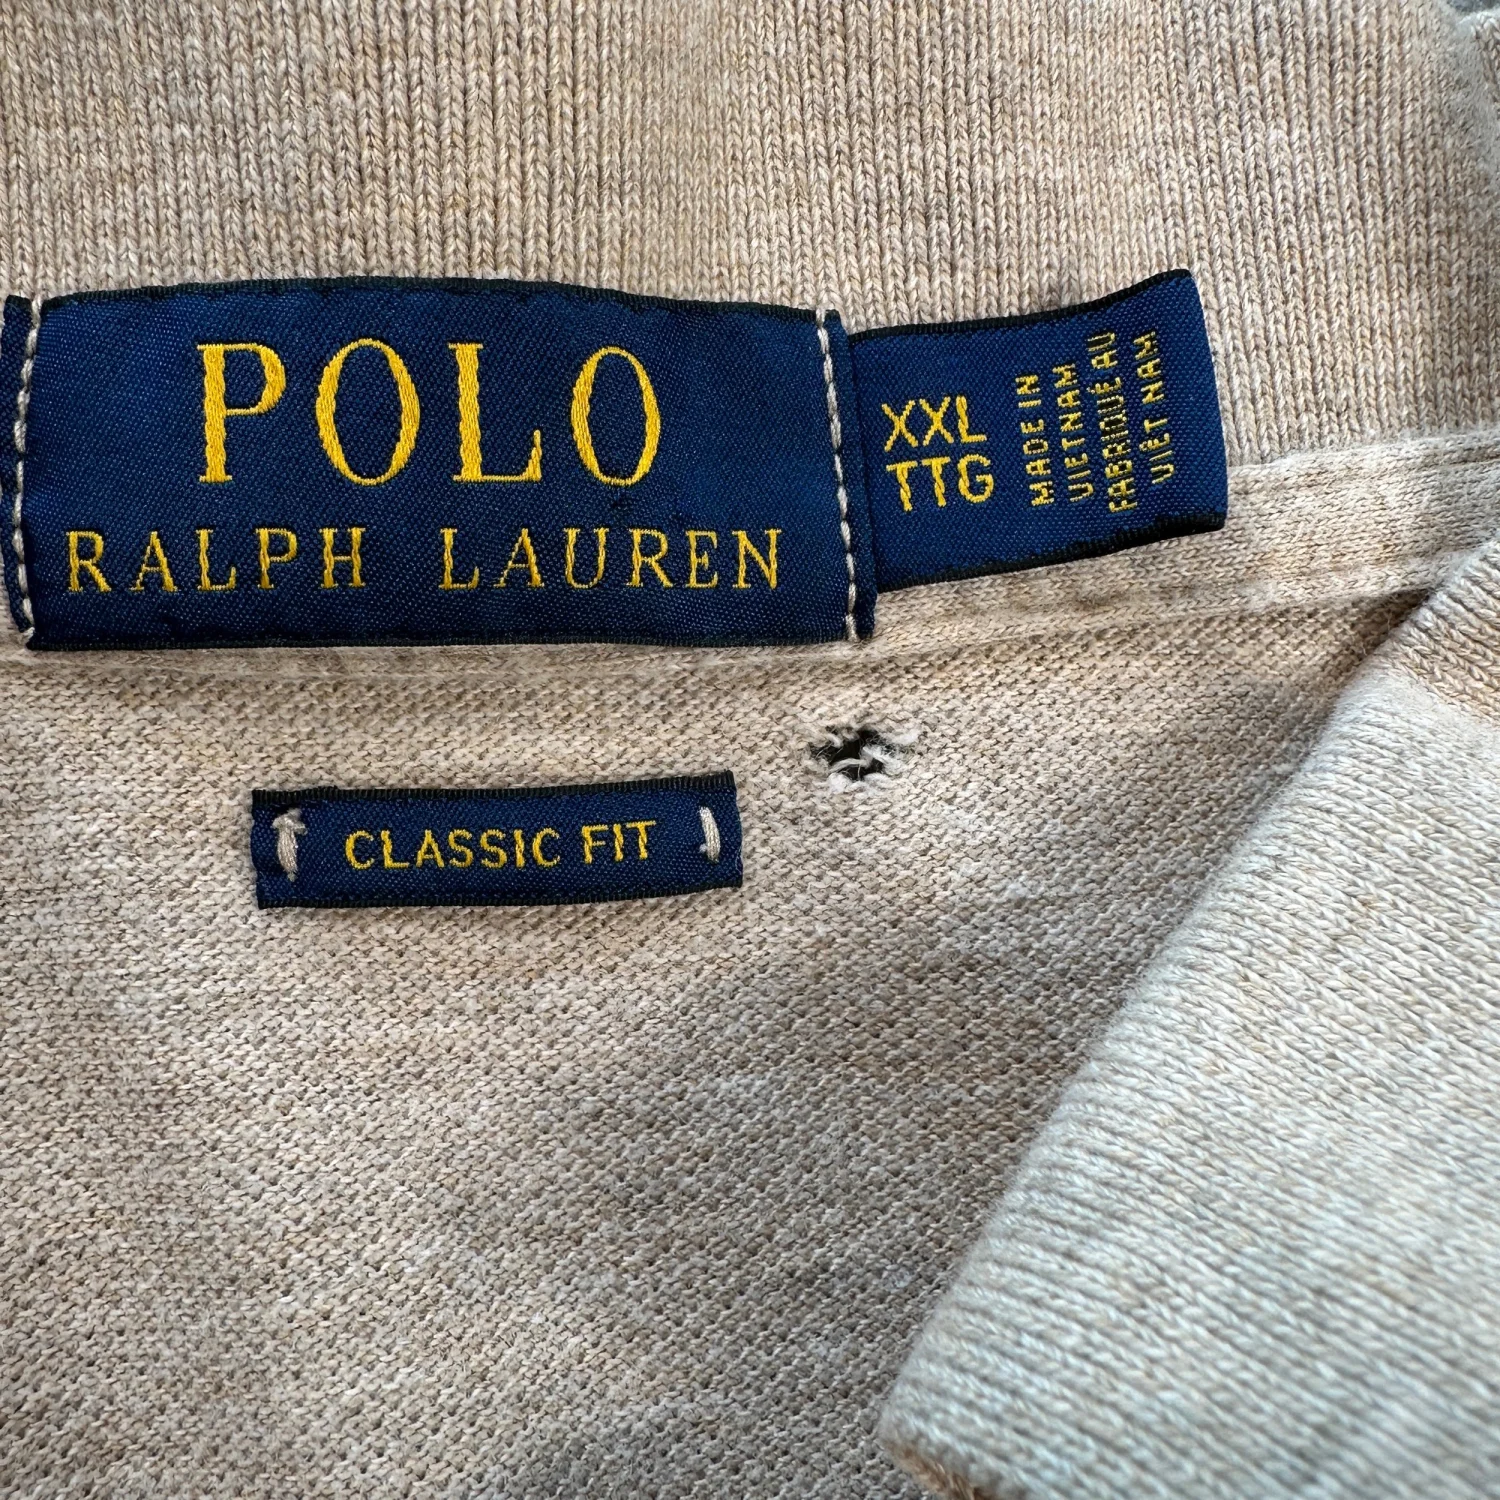 POLO
RALPH LAUREN
XXL
TTG
MADE IN
VIETNAM
FABRIQUÉ AU
VIÊT NAM
CLASSIC FIT